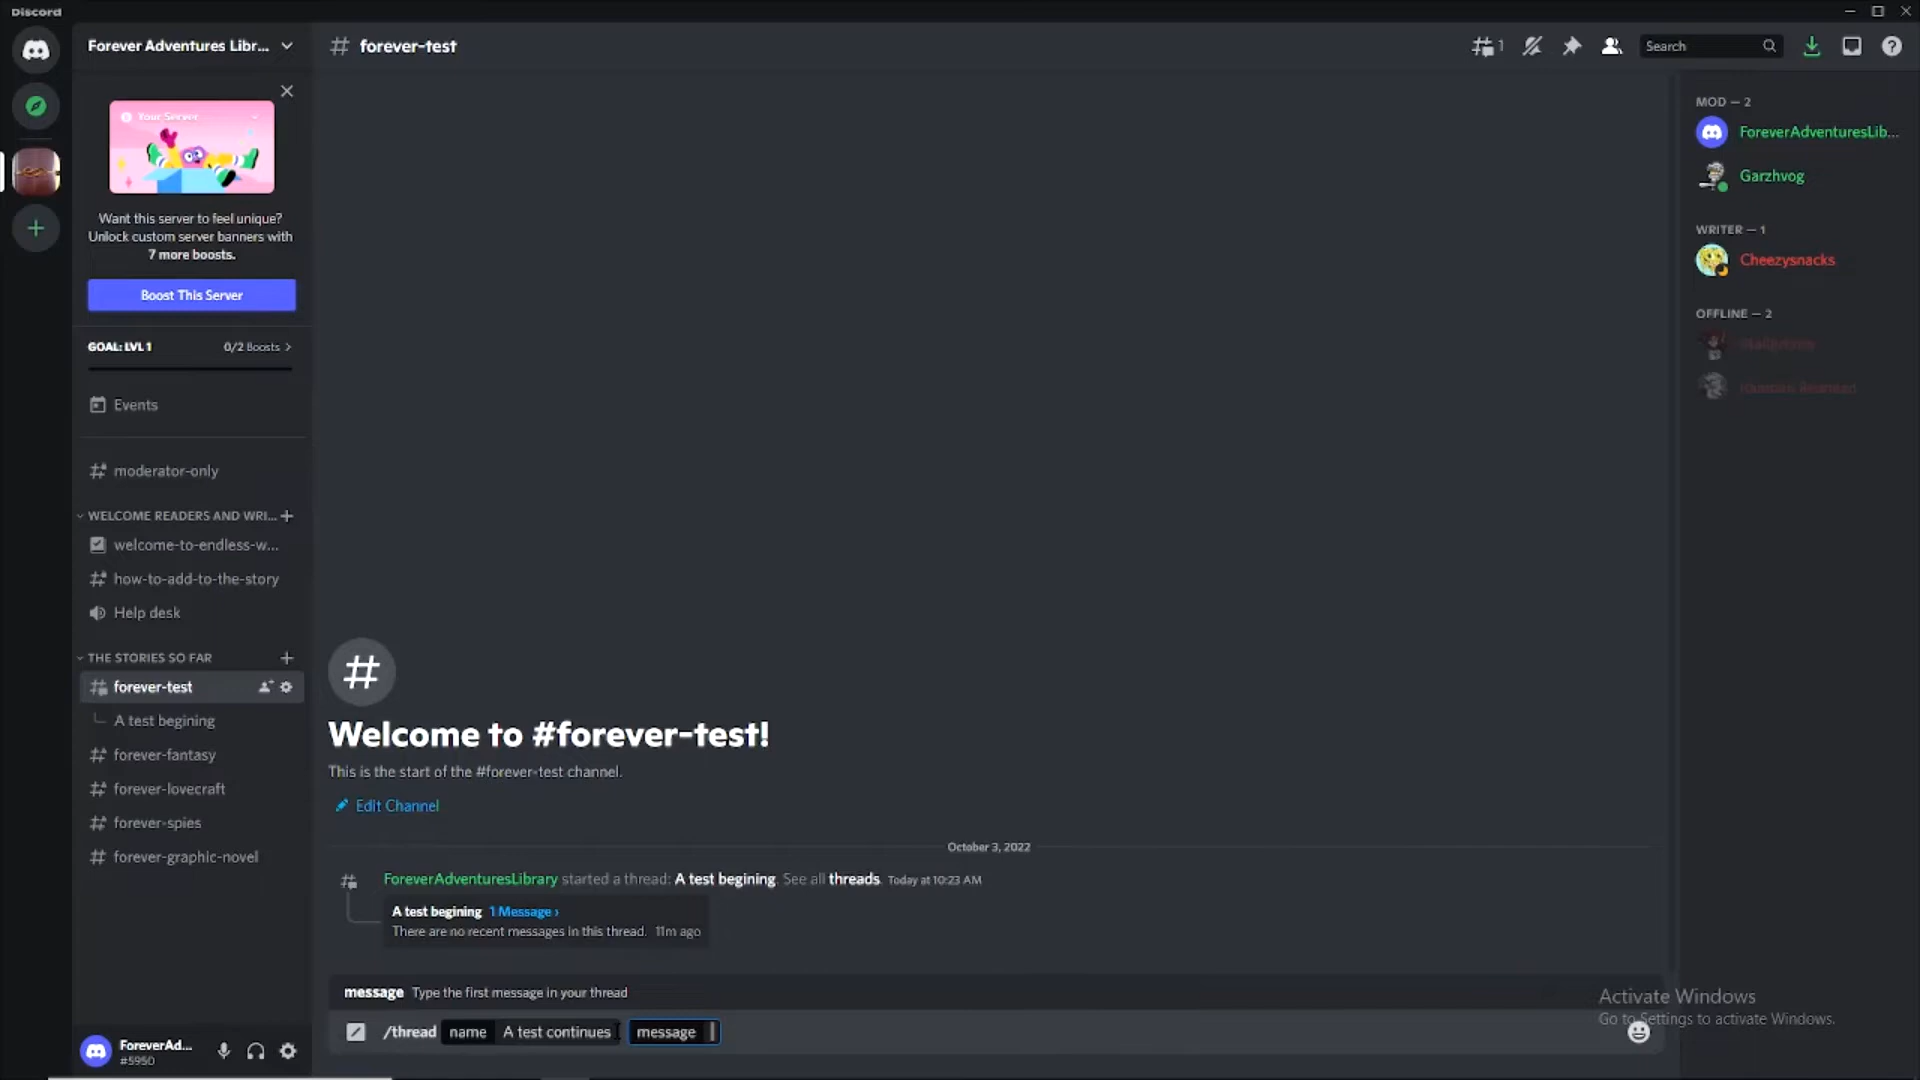 Discord
Forever Adventures Libr...
forever-test
1
Search
Your Server
Want this server to feel unique?
Unlock custom server banners with
7 more boosts.
Boost This Server
GOAL: LVL 1
0/2 Boosts >
Events
moderator-only
WELCOME READERS AND WRI...
welcome-to-endless-w...
how-to-add-to-the-story
Help desk
THE STORIES SO FAR
forever-test
A test begining
forever-fantasy
forever-lovecraft
forever-spies
forever-graphic-novel
ForeverAd...
#5950
Welcome to #forever-test!
This is the start of the #forever-test channel.
Edit Channel
October 3, 2022
ForeverAdventuresLibrary started a thread: A test begining. See all threads. Today at 10:23 AM
A test begining 1 Message ›
There are no recent messages in this thread. 11m ago
message Type the first message in your thread
/thread name A test continues message
MOD — 2
ForeverAdventuresLib...
Garzhvog
WRITER — 1
Cheezysnacks
OFFLINE — 2
Activate Windows
Go to Settings to activate Windows.